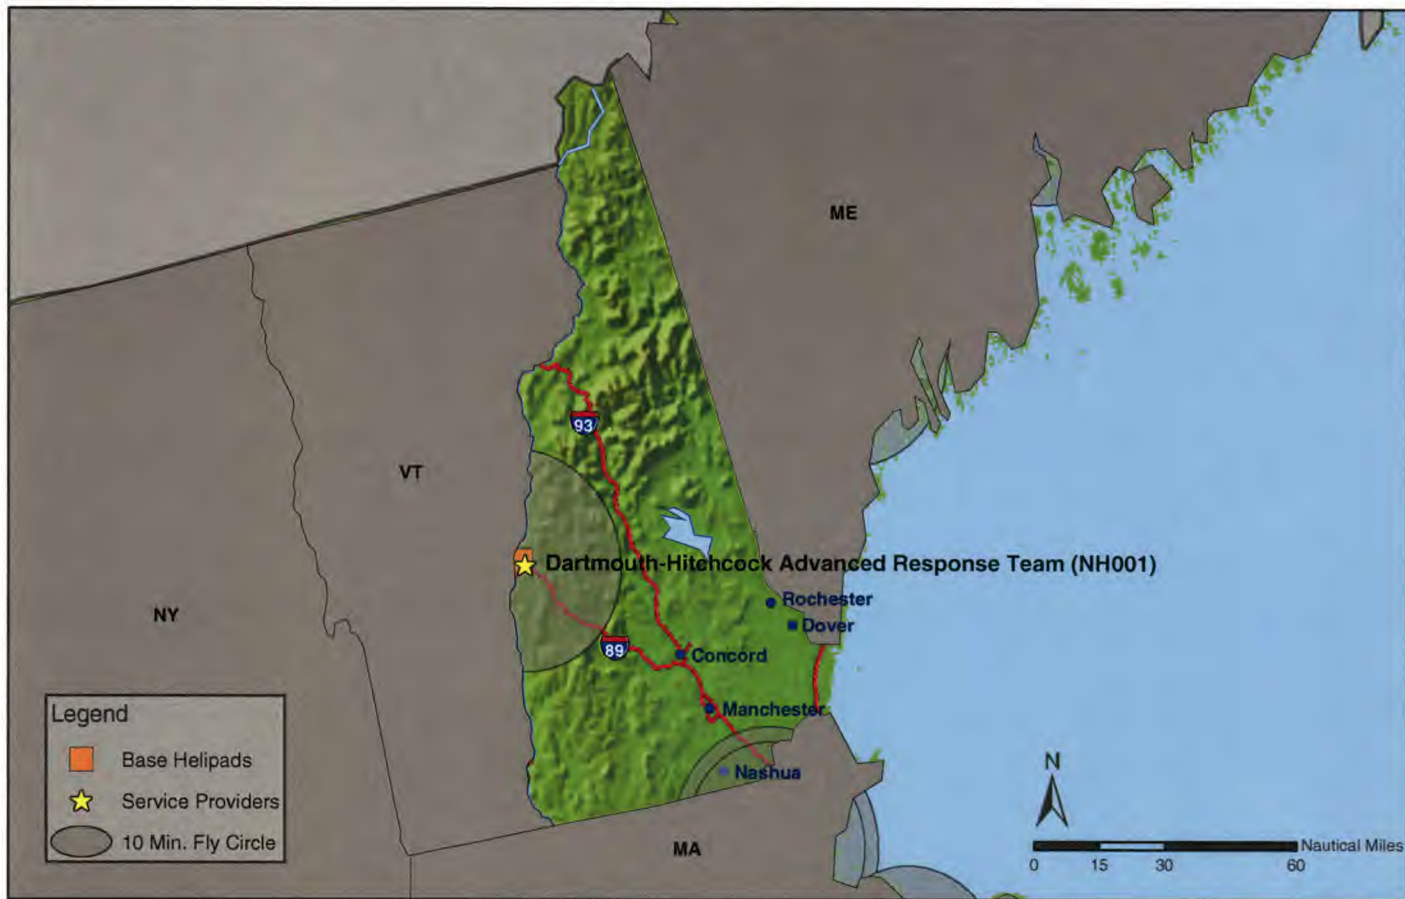 ME
93
VT
Dartmouth-Hitchcock Advanced Response Team (NH001)
Rochester
NY
Dover
89
Concord
Manchester
Nashua
MA
Legend
Base Helipads
Service Providers
10 Min. Fly Circle
N
Nautical Miles
0 15 30 60